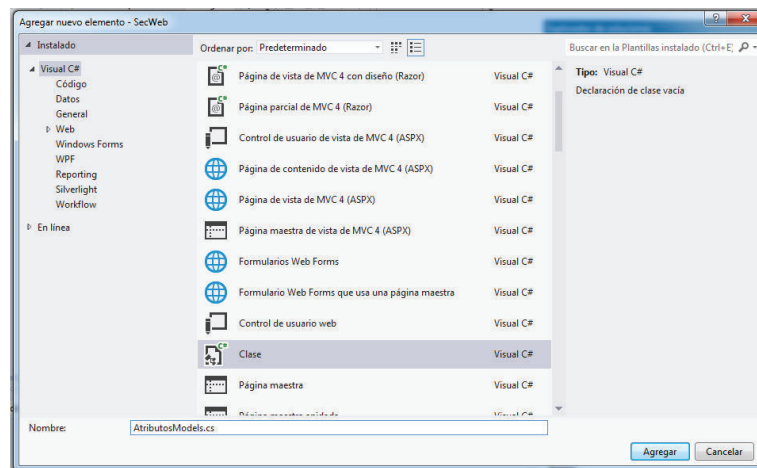 Agregar nuevo elemento - SecWeb
Instalado
Ordenar por: Predeterminado
Buscar en la Plantillas instalado (Ctrl+E)
Visual C#
Código
Datos
General
Web
Windows Forms
WPF
Reporting
Silverlight
Workflow
En línea
Página de vista de MVC 4 con diseño (Razor) Visual C#
Página parcial de MVC 4 (Razor) Visual C#
Control de usuario de vista de MVC 4 (ASPX) Visual C#
Página de contenido de vista de MVC 4 (ASPX) Visual C#
Página de vista de MVC 4 (ASPX) Visual C#
Página maestra de vista de MVC 4 (ASPX) Visual C#
Formularios Web Forms Visual C#
Formulario Web Forms que usa una página maestra Visual C#
Control de usuario web Visual C#
Clase Visual C#
Página maestra Visual C#
Tipo: Visual C#
Declaración de clase vacía
Nombre: AtributosModels.cs
Agregar Cancelar